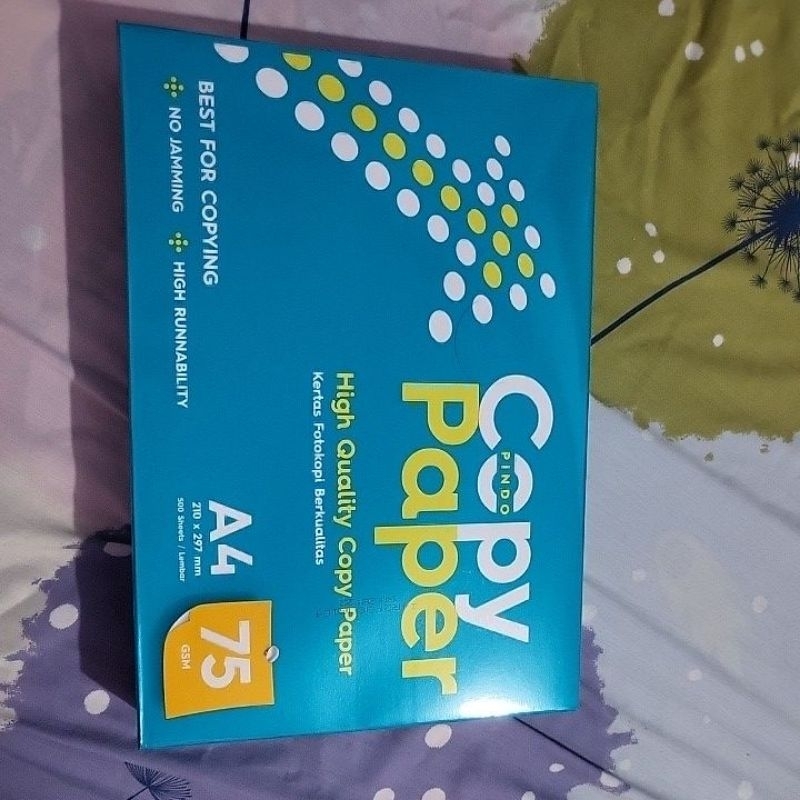 Copy
PINDO
Paper
High Quality Copy Paper
Kertas Fotokopi Berkualitas
BEST FOR COPYING
NO JAMMING HIGH RUNNABILITY
A4
210 x 297 mm
500 Sheets / Lembar
75
GSM